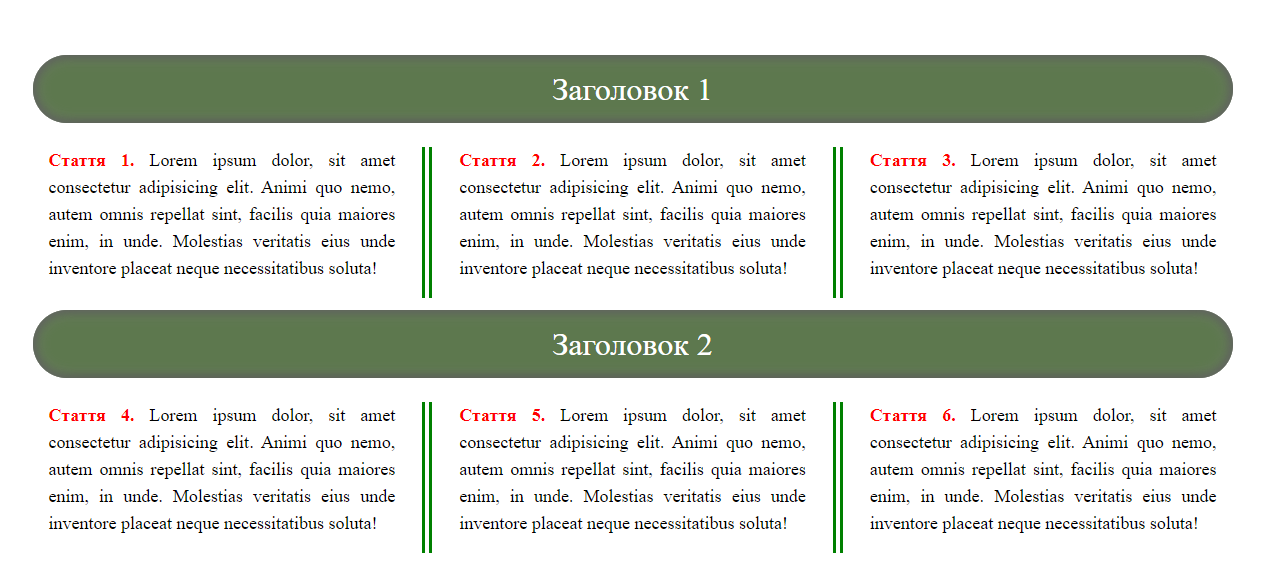 Заголовок 1
Стаття 1. Lorem ipsum dolor, sit amet
consectetur adipisicing elit. Animi quo nemo,
autem omnis repellat sint, facilis quia maiores
enim, in unde. Molestias veritatis eius unde
inventore placeat neque necessitatibus soluta!
Стаття 2. Lorem ipsum dolor, sit amet
consectetur adipisicing elit. Animi quo nemo,
autem omnis repellat sint, facilis quia maiores
enim, in unde. Molestias veritatis eius unde
inventore placeat neque necessitatibus soluta!
Стаття 3. Lorem ipsum dolor, sit amet
consectetur adipisicing elit. Animi quo nemo,
autem omnis repellat sint, facilis quia maiores
enim, in unde. Molestias veritatis eius unde
inventore placeat neque necessitatibus soluta!
Заголовок 2
Стаття 4. Lorem ipsum dolor, sit amet
consectetur adipisicing elit. Animi quo nemo,
autem omnis repellat sint, facilis quia maiores
enim, in unde. Molestias veritatis eius unde
inventore placeat neque necessitatibus soluta!
Стаття 5. Lorem ipsum dolor, sit amet
consectetur adipisicing elit. Animi quo nemo,
autem omnis repellat sint, facilis quia maiores
enim, in unde. Molestias veritatis eius unde
inventore placeat neque necessitatibus soluta!
Стаття 6. Lorem ipsum dolor, sit amet
consectetur adipisicing elit. Animi quo nemo,
autem omnis repellat sint, facilis quia maiores
enim, in unde. Molestias veritatis eius unde
inventore placeat neque necessitatibus soluta!